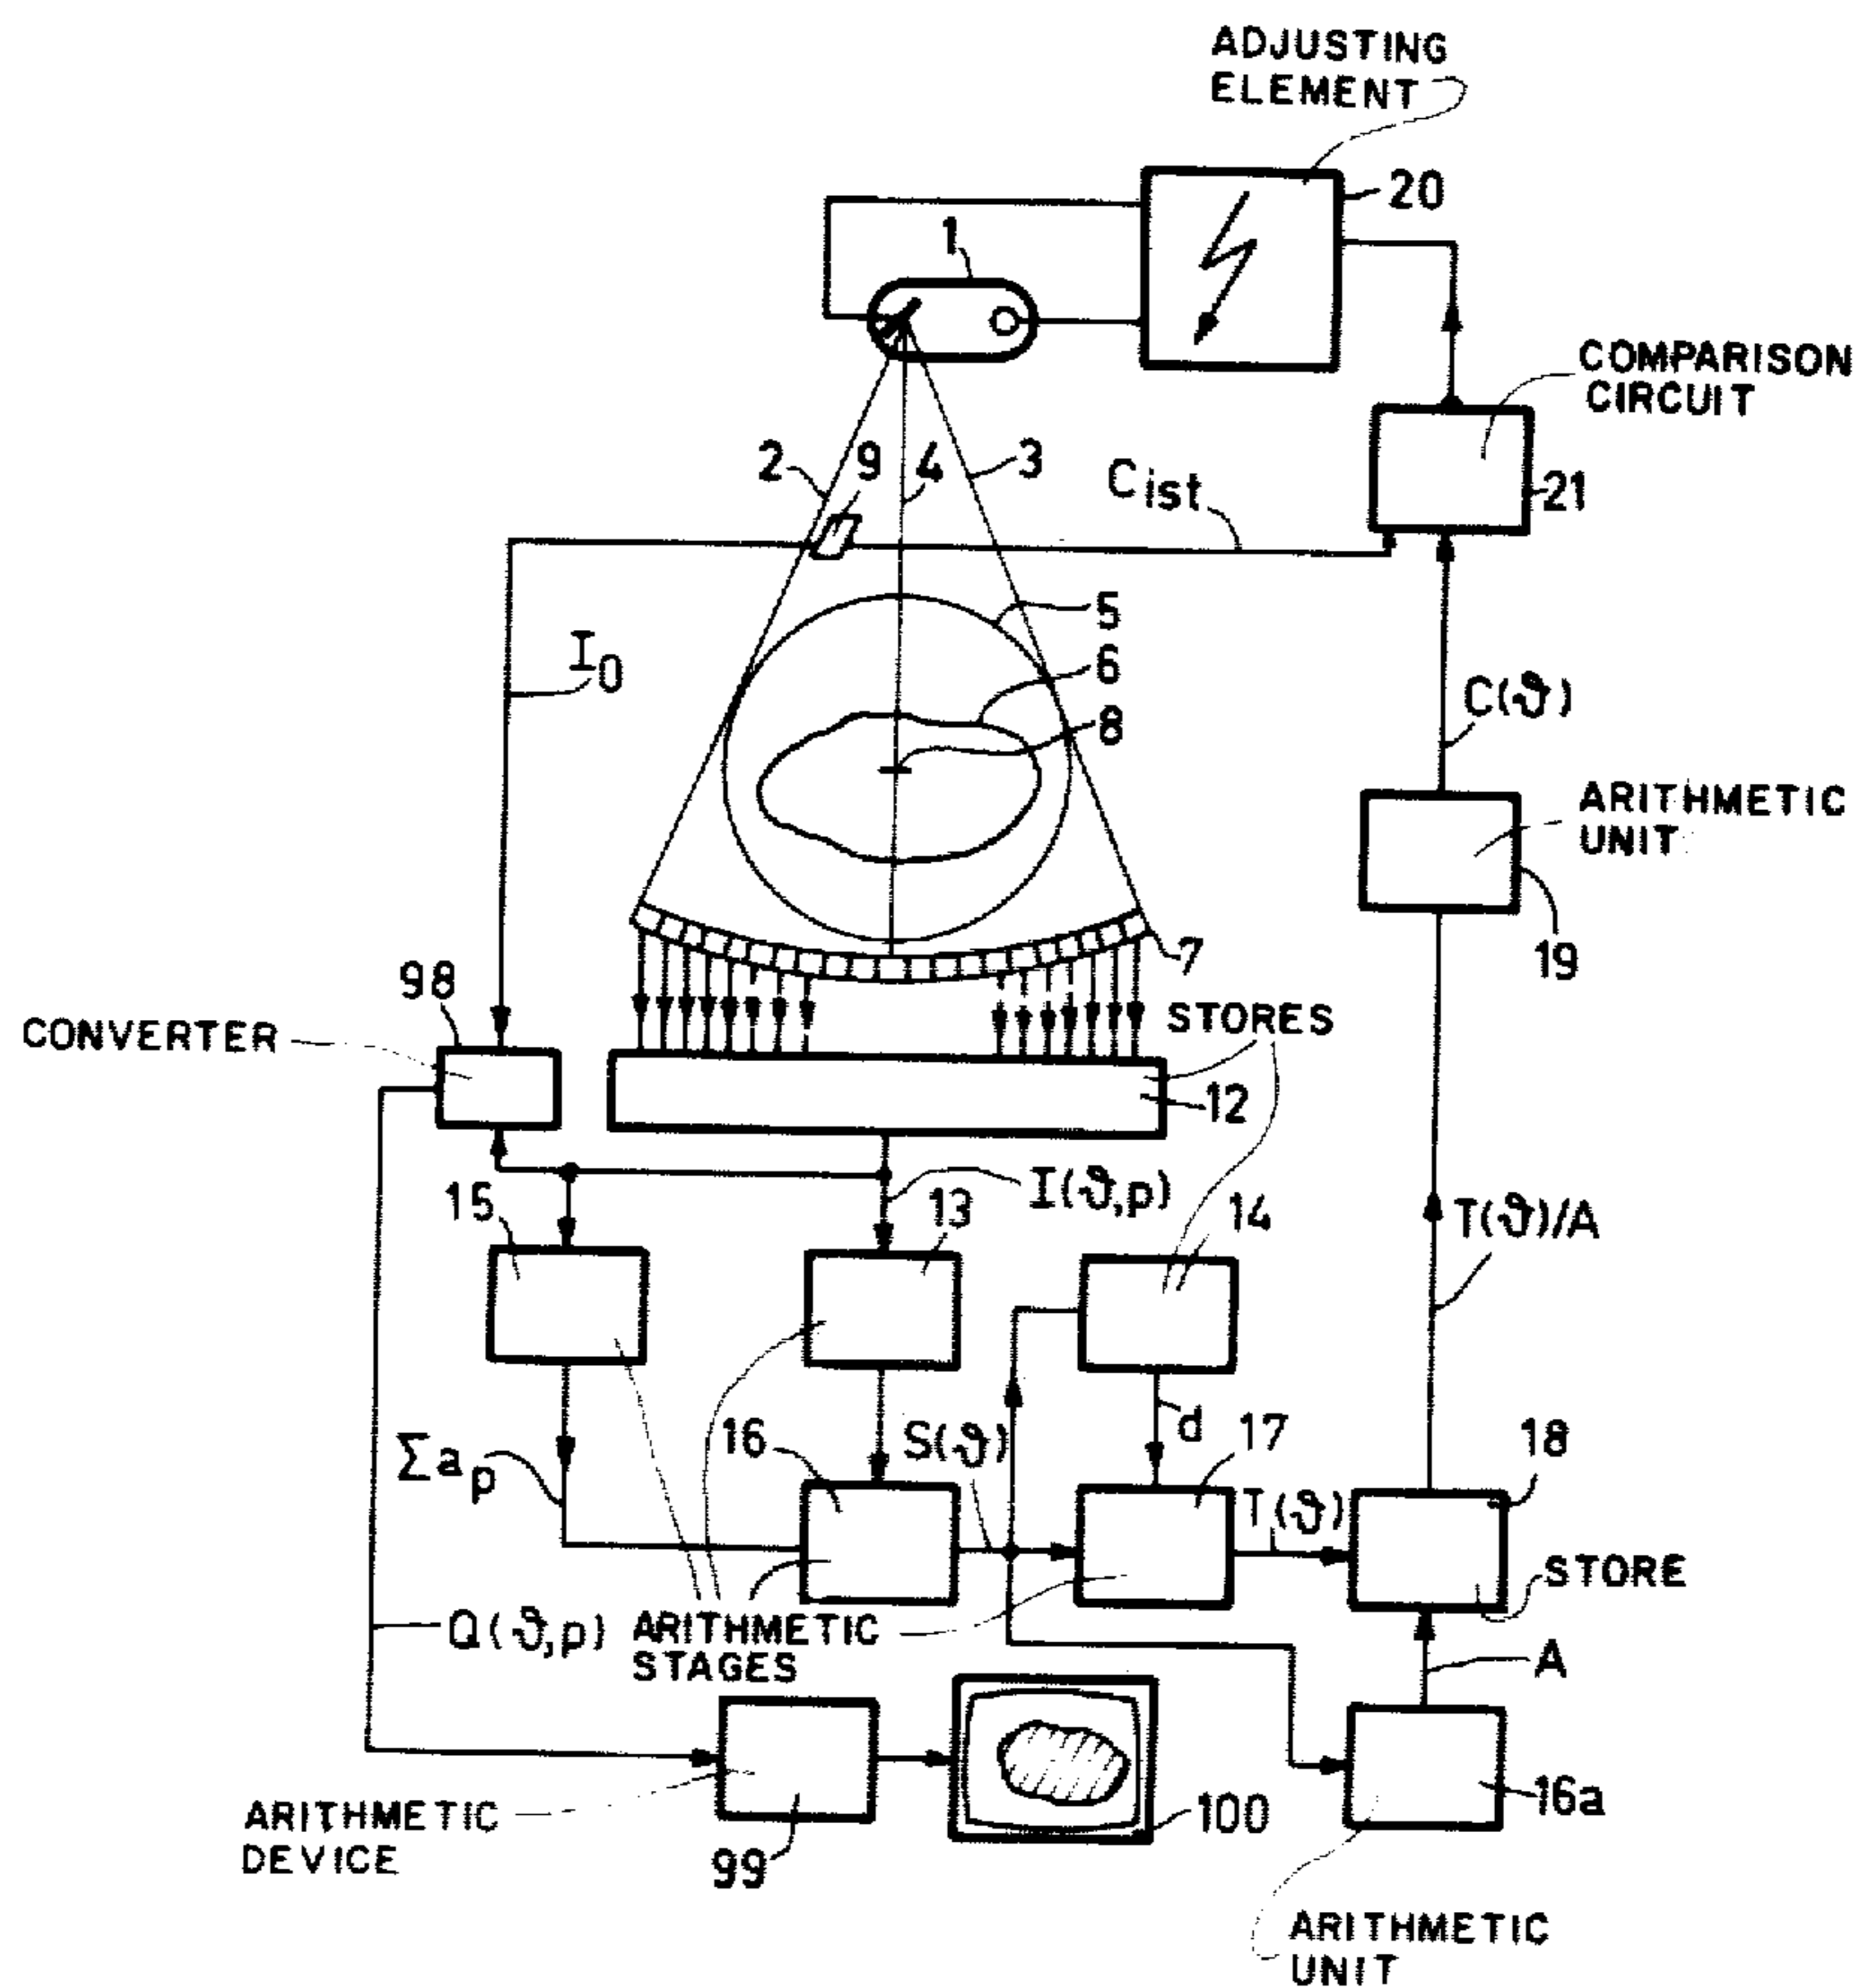 ADJUSTING
ELEMENT
20
1
COMPARISON
CIRCUIT
2
9
4
3
Cist
21
5
I0
6
8
C(ϑ)
ARITHMETIC
UNIT
7
19
98
STORES
CONVERTER
12
15
13
I(ϑ,p)
14
T(ϑ)/A
16
S(ϑ)
d
17
18
Σap
T(ϑ)
STORE
Q(ϑ,p)
ARITHMETIC
STAGES
A
16a
ARITHMETIC
DEVICE
99
100
ARITHMETIC
UNIT